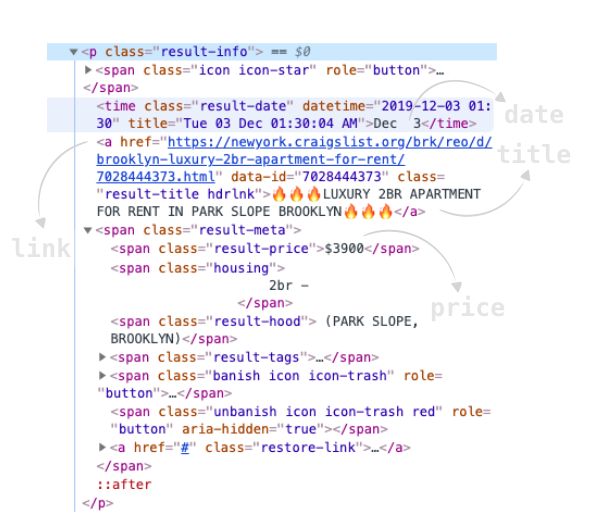 ▼<p class="result-info"> == $0
▶<span class="icon icon-star" role="button">…
</span>
<time class="result-date" datetime="2019-12-03 01:
30" title="Tue 03 Dec 01:30:04 AM">Dec  3</time>
date
<a href="https://newyork.craigslist.org/brk/reo/d/
brooklyn-luxury-2br-apartment-for-rent/
title
7028444373.html" data-id="7028444373" class=
"result-title hdrlnk">🔥🔥🔥LUXURY 2BR APARTMENT
FOR RENT IN PARK SLOPE BROOKLYN🔥🔥🔥</a>
▼<span class="result-meta">
link
<span class="result-price">$3900</span>
<span class="housing">
2br -
</span>
price
<span class="result-hood"> (PARK SLOPE,
BROOKLYN)</span>
▶<span class="result-tags">…</span>
▶<span class="banish icon icon-trash" role=
"button">…</span>
<span class="unbanish icon icon-trash red" role=
"button" aria-hidden="true"></span>
▶<a href="#" class="restore-link">…</a>
</span>
::after
</p>